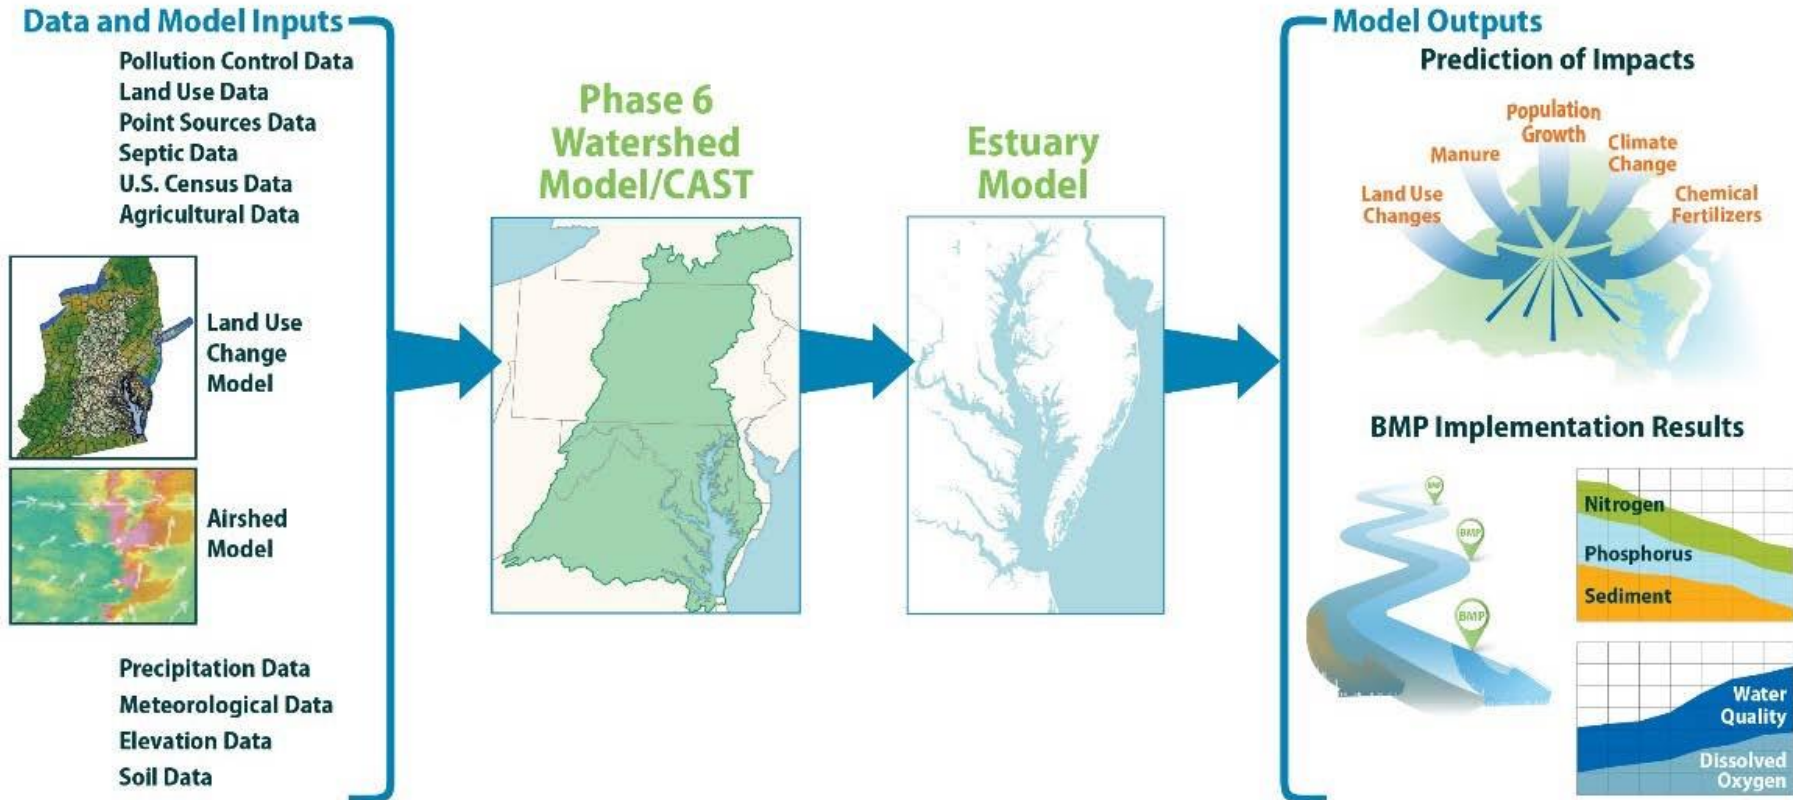 Data and Model Inputs
Pollution Control Data
Land Use Data
Point Sources Data
Septic Data
U.S. Census Data
Agricultural Data
Land Use
Change
Model
Airshed
Model
Precipitation Data
Meteorological Data
Elevation Data
Soil Data
Phase 6
Watershed
Model/CAST
Estuary
Model
Model Outputs
Prediction of Impacts
Population
Growth
Manure
Climate
Change
Land Use
Changes
Chemical
Fertilizers
BMP Implementation Results
BMP
BMP
BMP
Nitrogen
Phosphorus
Sediment
Water
Quality
Dissolved
Oxygen